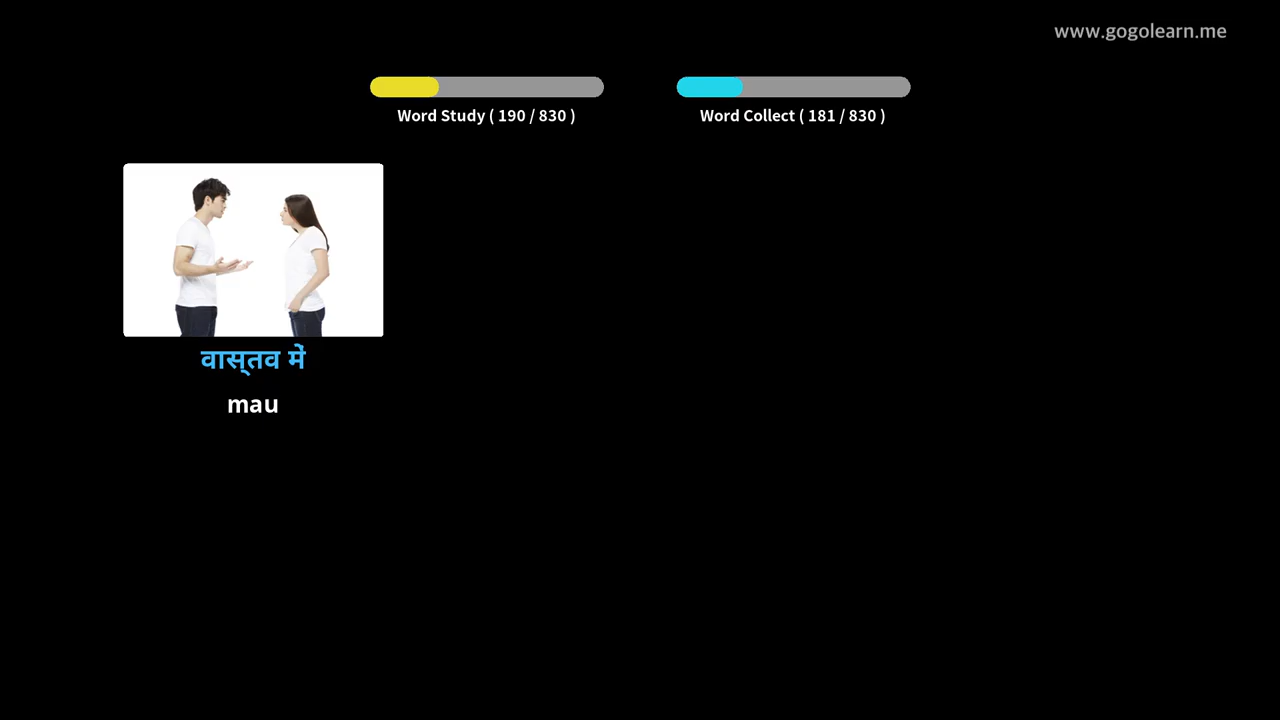 www.gogolearn.me
Word Study ( 190 / 830 )
Word Collect ( 181 / 830 )
वास्तव में
mau